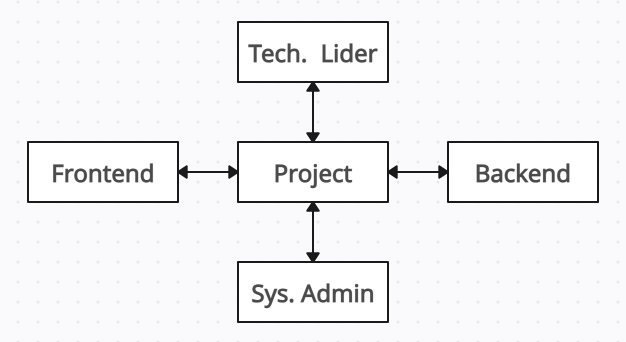 Tech.  Lider
Frontend
Project
Backend
Sys. Admin